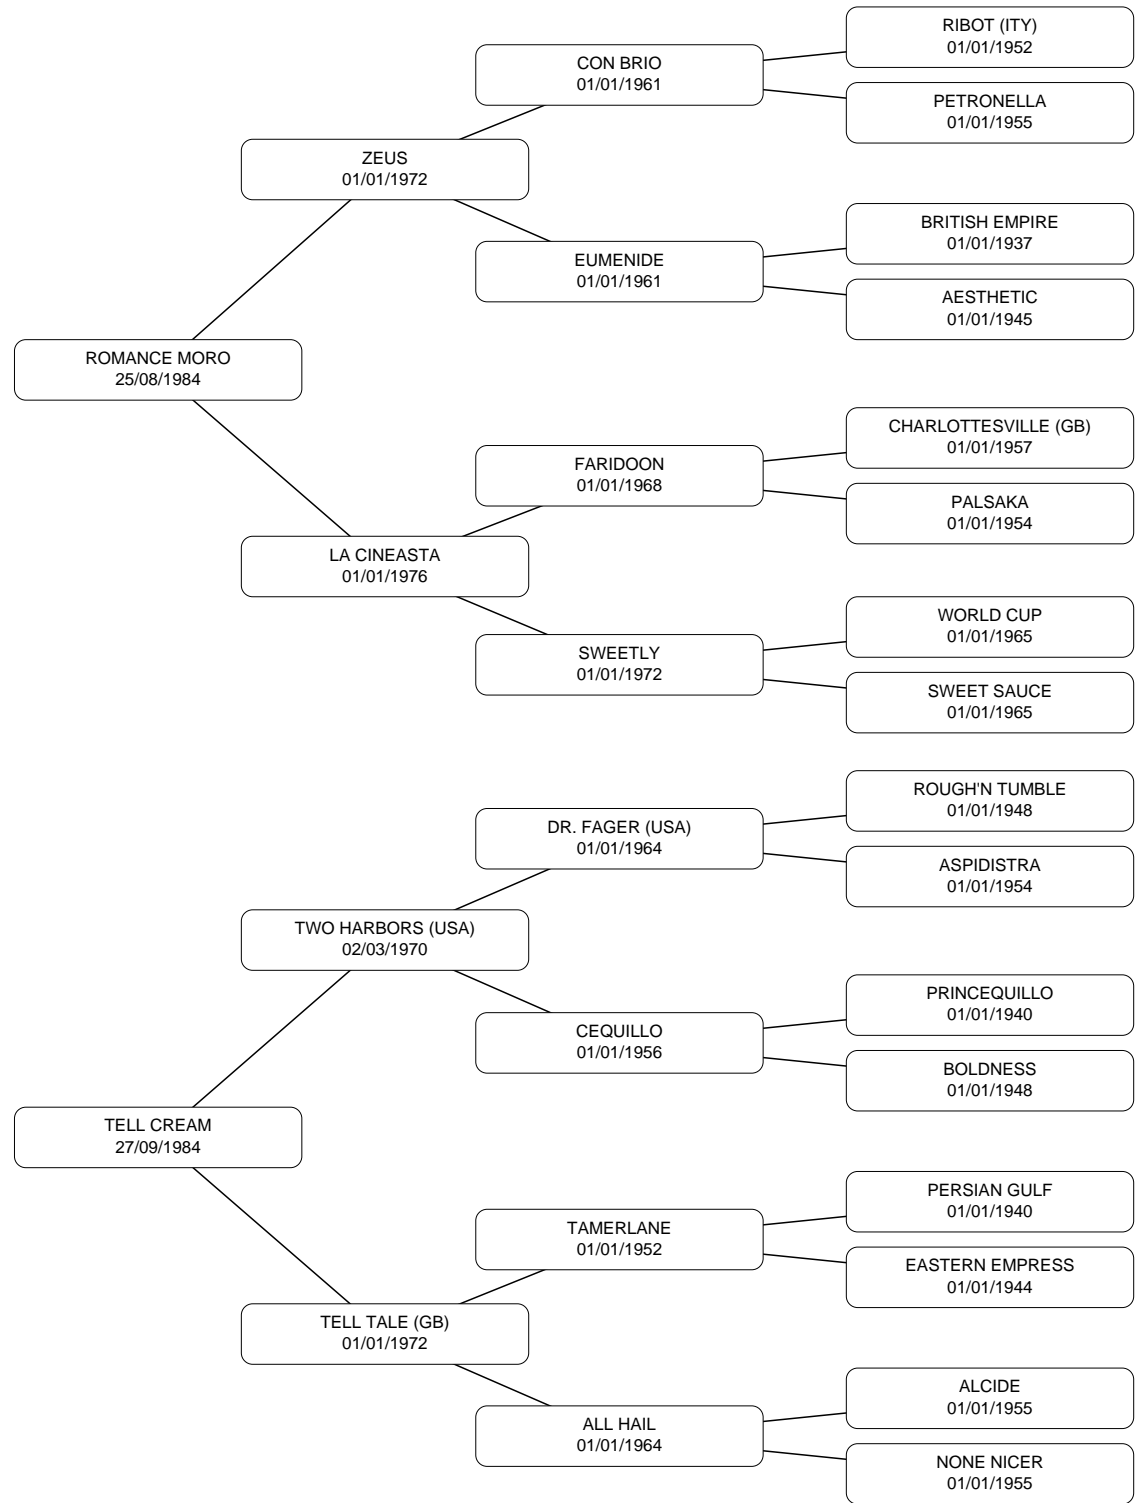 RIBOT (ITY)
01/01/1952
CON BRIO
01/01/1961
PETRONELLA
01/01/1955
ZEUS
01/01/1972
BRITISH EMPIRE
01/01/1937
EUMENIDE
01/01/1961
AESTHETIC
01/01/1945
ROMANCE MORO
25/08/1984
CHARLOTTESVILLE (GB)
01/01/1957
FARIDOON
01/01/1968
PALSAKA
01/01/1954
LA CINEASTA
01/01/1976
WORLD CUP
01/01/1965
SWEETLY
01/01/1972
SWEET SAUCE
01/01/1965
ROUGH'N TUMBLE
01/01/1948
DR. FAGER (USA)
01/01/1964
ASPIDISTRA
01/01/1954
TWO HARBORS (USA)
02/03/1970
PRINCEQUILLO
01/01/1940
CEQUILLO
01/01/1956
BOLDNESS
01/01/1948
TELL CREAM
27/09/1984
PERSIAN GULF
01/01/1940
TAMERLANE
01/01/1952
EASTERN EMPRESS
01/01/1944
TELL TALE (GB)
01/01/1972
ALCIDE
01/01/1955
ALL HAIL
01/01/1964
NONE NICER
01/01/1955